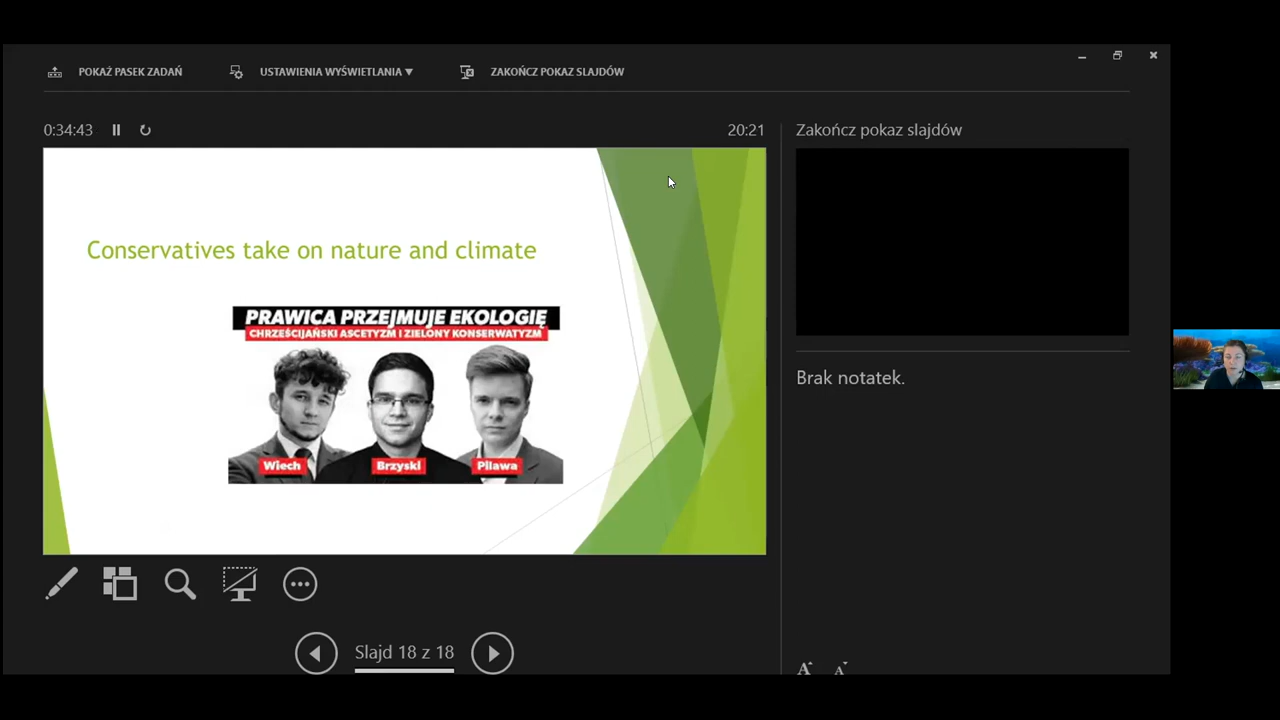 POKAŻ PASEK ZADAŃ
USTAWIENIA WYŚWIETLANIA ▼
ZAKOŃCZ POKAZ SLAJDÓW
0:34:43
20:21
Zakończ pokaz slajdów
Conservatives take on nature and climate
PRAWICA PRZEJMUJE EKOLOGIĘ
CHRZEŚCIJAŃSKI ASCETYZM I ZIELONY KONSERWATYZM
Wiech
Brzyski
Pilawa
Brak notatek.
Slajd 18 z 18
A A